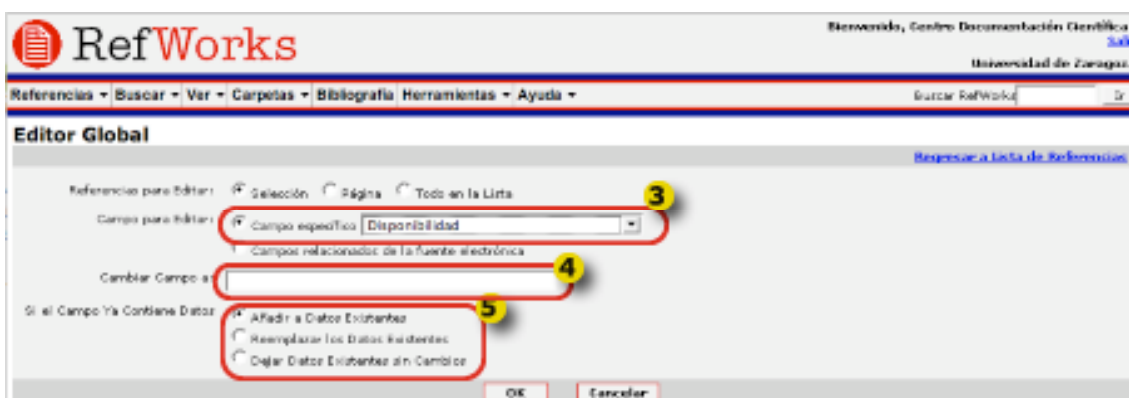 RefWorks
Bienvenido, Centro Documentación Científica
Sali
Universidad de Zaragoz
Referencias Buscar Ver Carpetas Bibliografía Herramientas Ayuda
Buscar RefWorks Ir
Editor Global
Regresar a Lista de Referencias
Referencias para Editar: Selección Página Todo en la Lista
3
Campo para Editar: Campo específico Disponibilidad
Campos relacionados de la fuente electrónica
4
Cambiar Campo a:
5
Si el Campo Ya Contiene Datos Añadir a Datos Existentes
Reemplazar los Datos Existentes
Dejar Datos Existentes sin Cambios
OK Cancelar